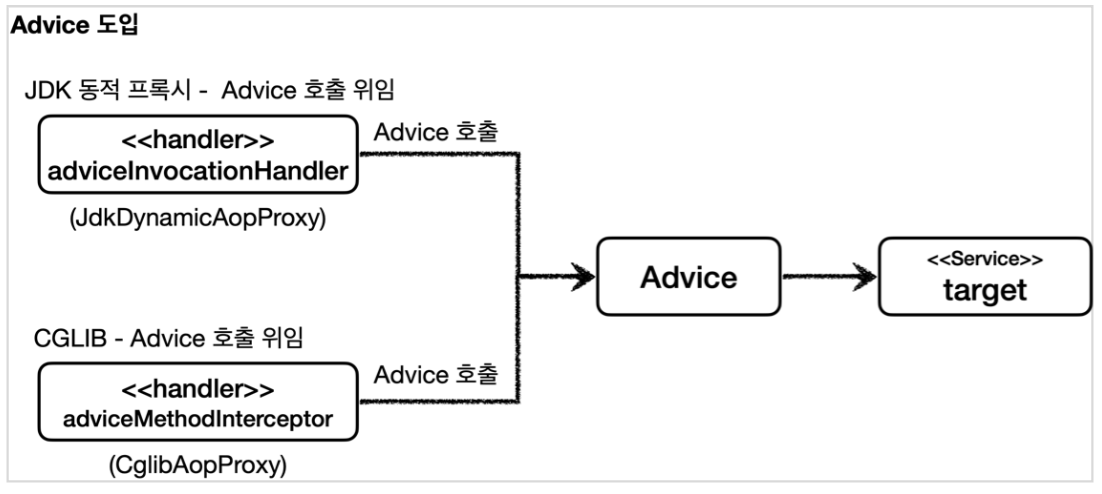 Advice 도입
JDK 동적 프록시 - Advice 호출 위임
<<handler>>
adviceInvocationHandler
(JdkDynamicAopProxy)
Advice 호출
Advice
<<Service>>
target
CGLIB - Advice 호출 위임
<<handler>>
adviceMethodInterceptor
(CglibAopProxy)
Advice 호출